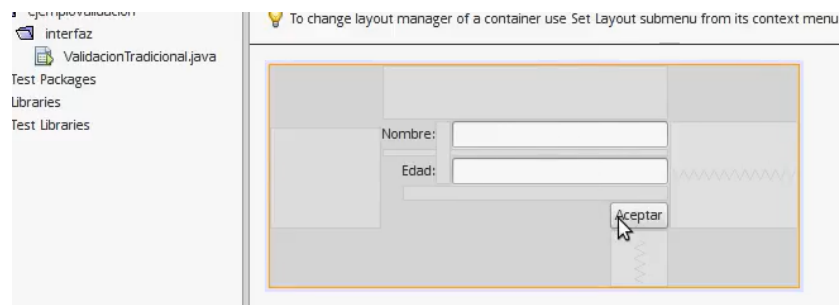 ejemplovalidacion
interfaz
ValidacionTradicional.java
Test Packages
Libraries
Test Libraries
To change layout manager of a container use Set Layout submenu from its context menu
Nombre:
Edad:
Aceptar